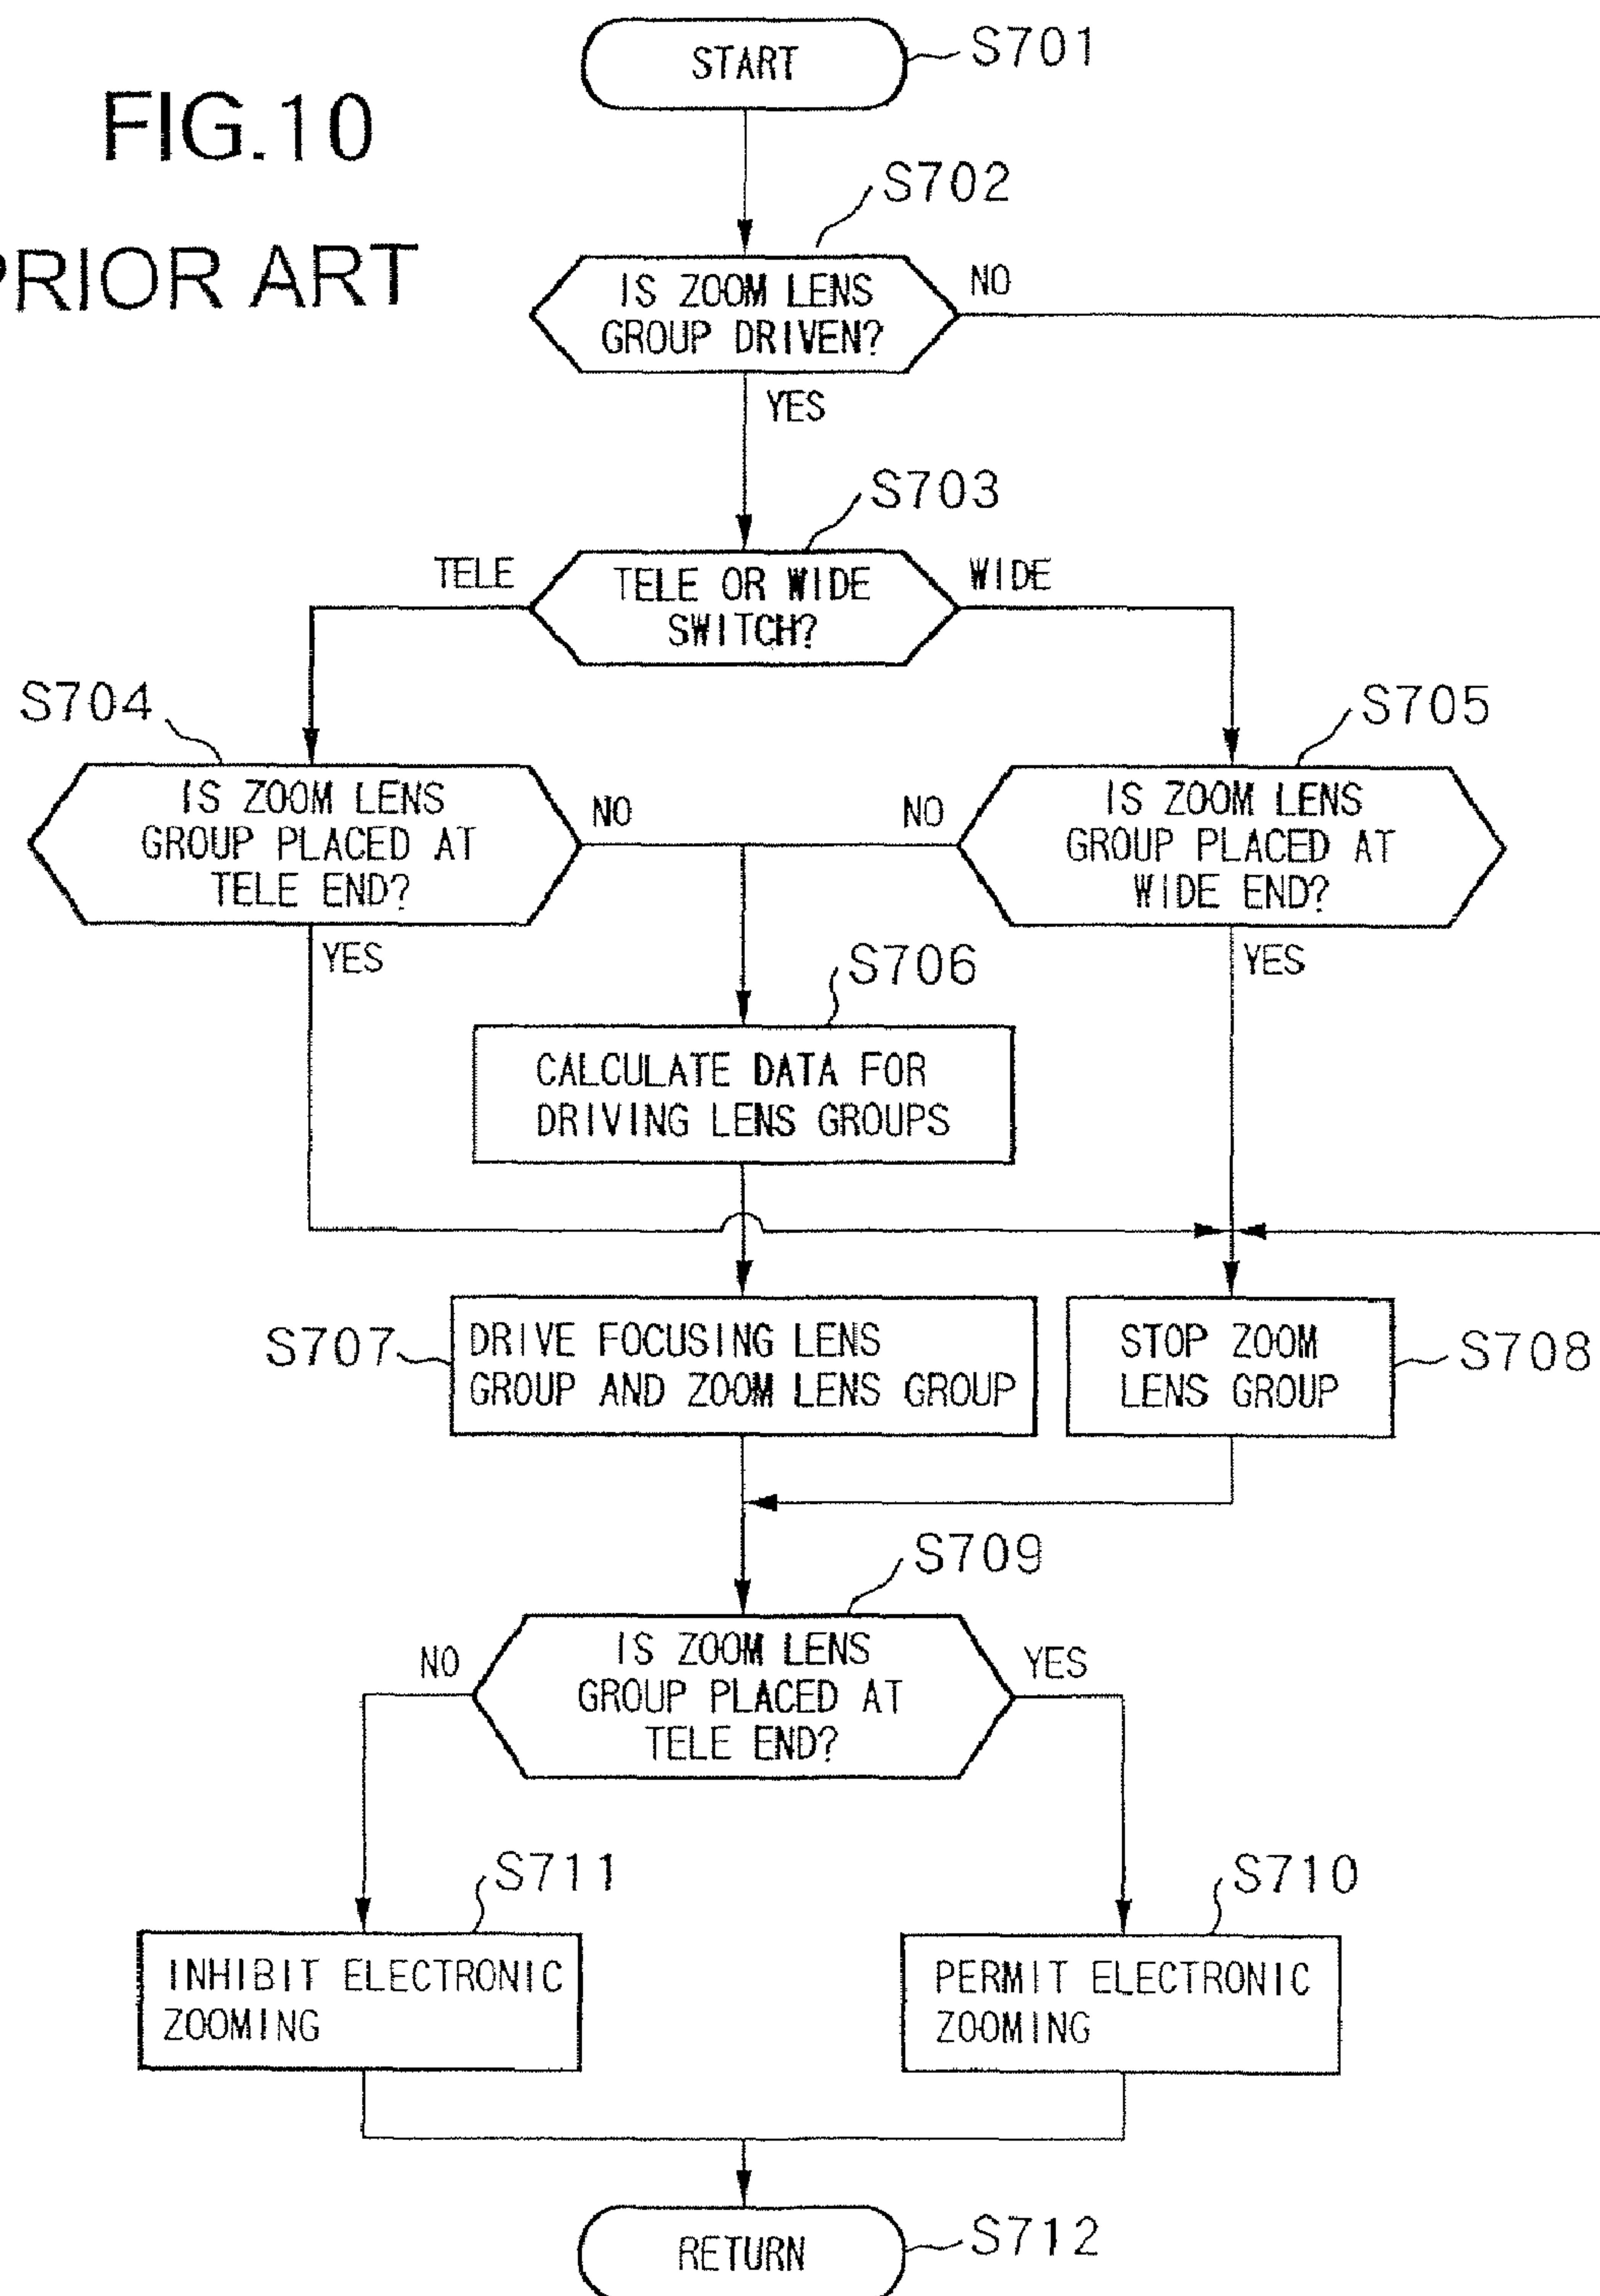 FIG.10
PRIOR ART
START
S701
S702
IS ZOOM LENS
GROUP DRIVEN?
NO
YES
S703
TELE
TELE OR WIDE
SWITCH?
WIDE
S704
IS ZOOM LENS
GROUP PLACED AT
TELE END?
NO
YES
S705
NO
IS ZOOM LENS
GROUP PLACED AT
WIDE END?
YES
S706
CALCULATE DATA FOR
DRIVING LENS GROUPS
S707
DRIVE FOCUSING LENS
GROUP AND ZOOM LENS GROUP
STOP ZOOM
LENS GROUP
S708
S709
NO
IS ZOOM LENS
GROUP PLACED AT
TELE END?
YES
S711
INHIBIT ELECTRONIC
ZOOMING
S710
PERMIT ELECTRONIC
ZOOMING
RETURN
S712